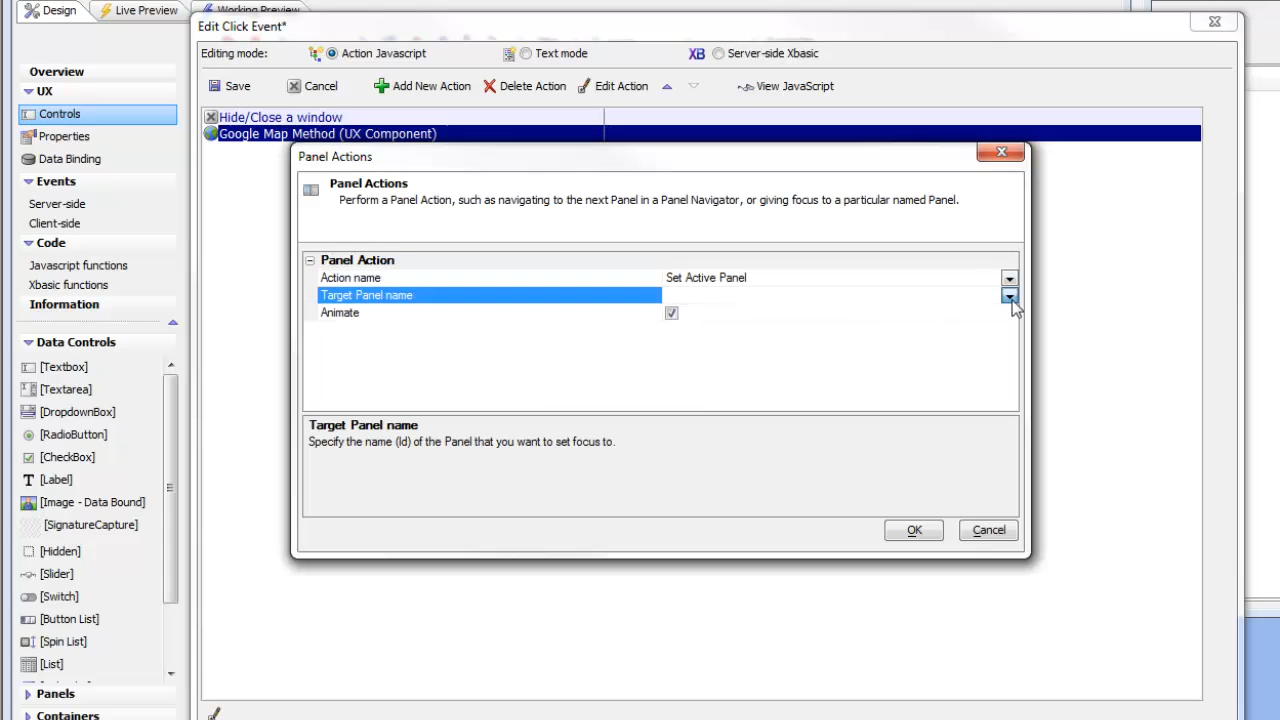 Design
Live Preview
Working Preview
Edit Click Event*
Editing mode:
Action Javascript
Text mode
XB
Server-side Xbasic
Save
Cancel
Add New Action
Delete Action
Edit Action
View JavaScript
Overview
UX
Controls
Properties
Data Binding
Events
Server-side
Client-side
Code
Javascript functions
Xbasic functions
Information
Data Controls
[Textbox]
[Textarea]
[DropdownBox]
[RadioButton]
[CheckBox]
T [Label]
[Image - Data Bound]
[SignatureCapture]
[Hidden]
[Slider]
[Switch]
[Button List]
[Spin List]
[List]
Panels
Containers
Hide/Close a window
Google Map Method (UX Component)
Panel Actions
Panel Actions
Perform a Panel Action, such as navigating to the next Panel in a Panel Navigator, or giving focus to a particular named Panel.
Panel Action
Action name
Set Active Panel
Target Panel name
Animate
Target Panel name
Specify the name (Id) of the Panel that you want to set focus to.
OK
Cancel